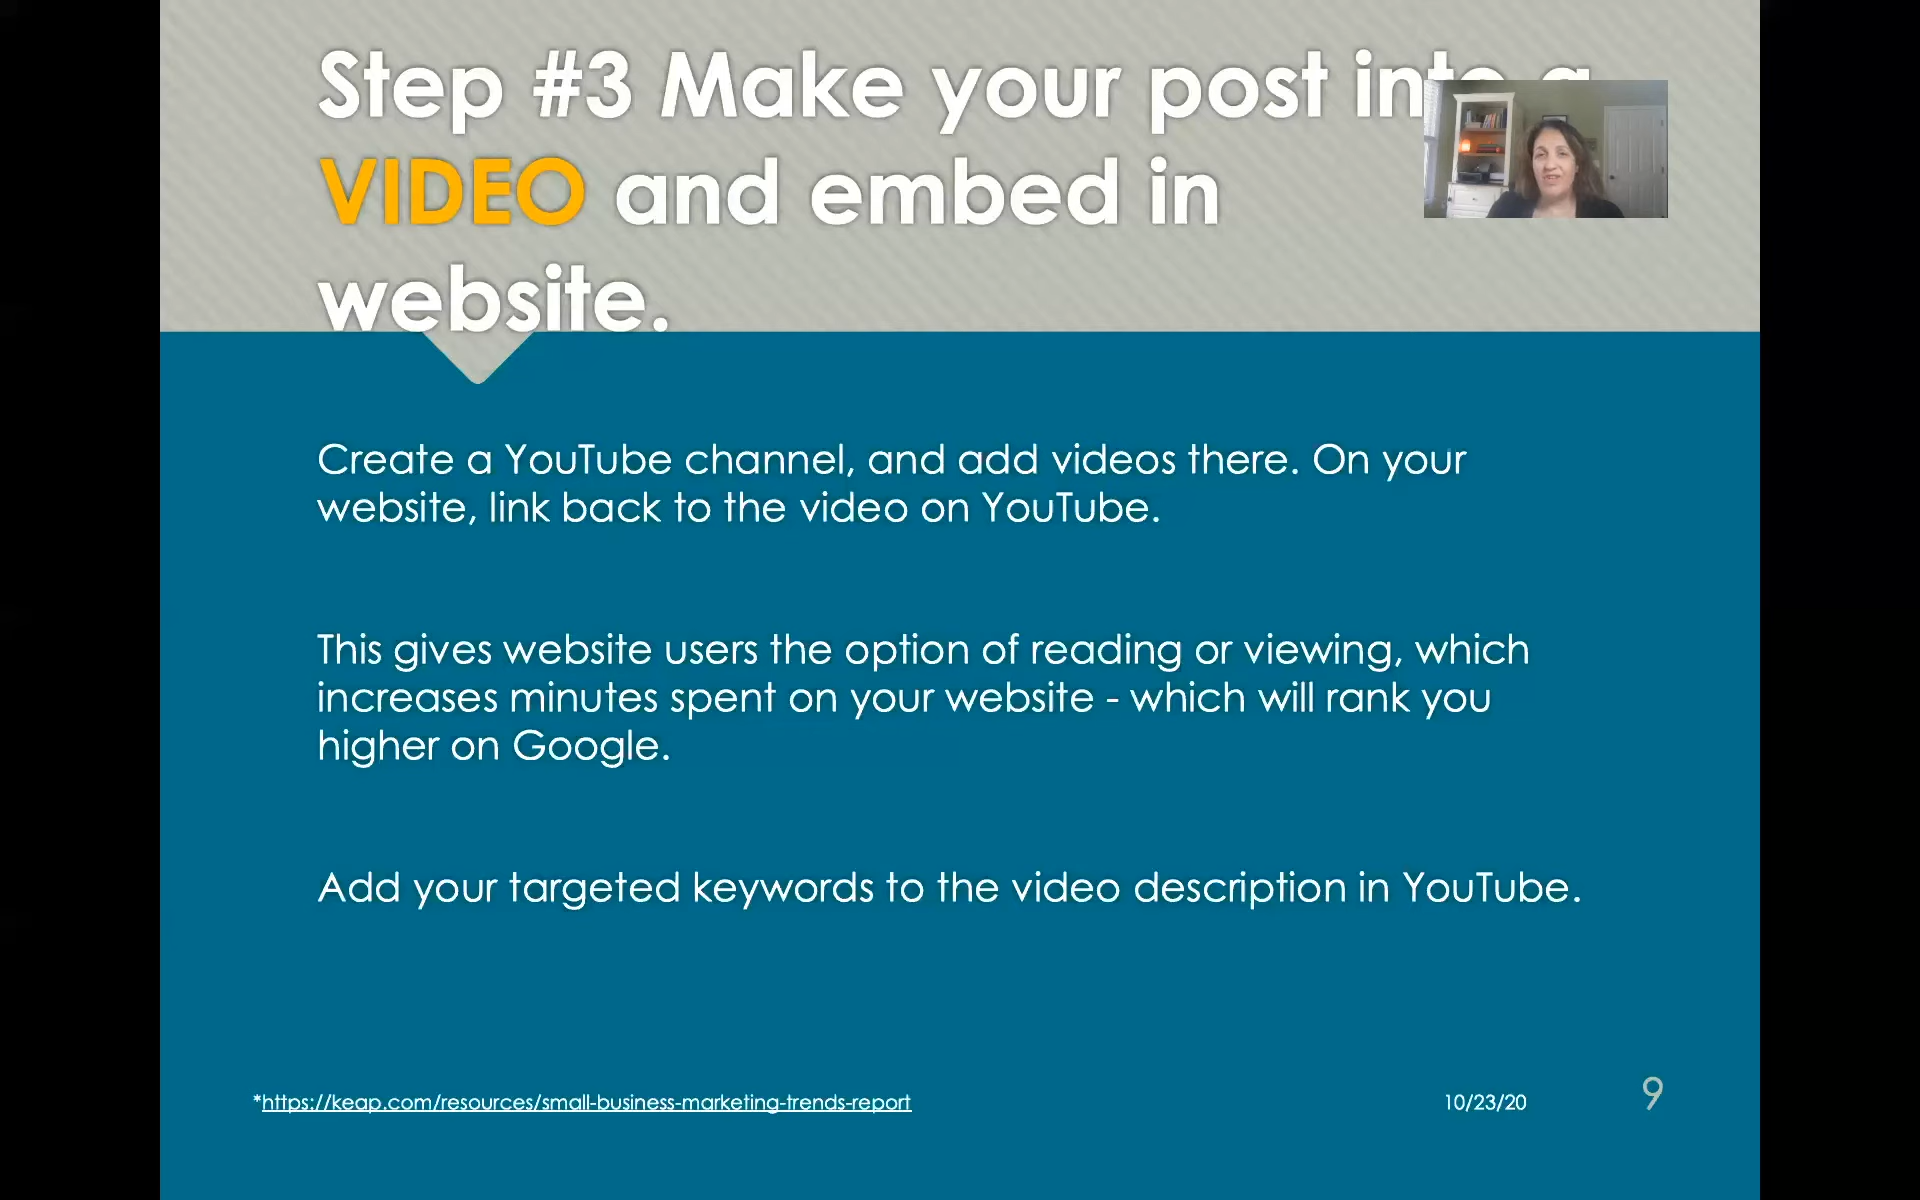 Step #3 Make your post into a
VIDEO and embed in
website.
Create a YouTube channel, and add videos there. On your
website, link back to the video on YouTube.
This gives website users the option of reading or viewing, which
increases minutes spent on your website - which will rank you
higher on Google.
Add your targeted keywords to the video description in YouTube.
*https://keap.com/resources/small-business-marketing-trends-report
10/23/20
9